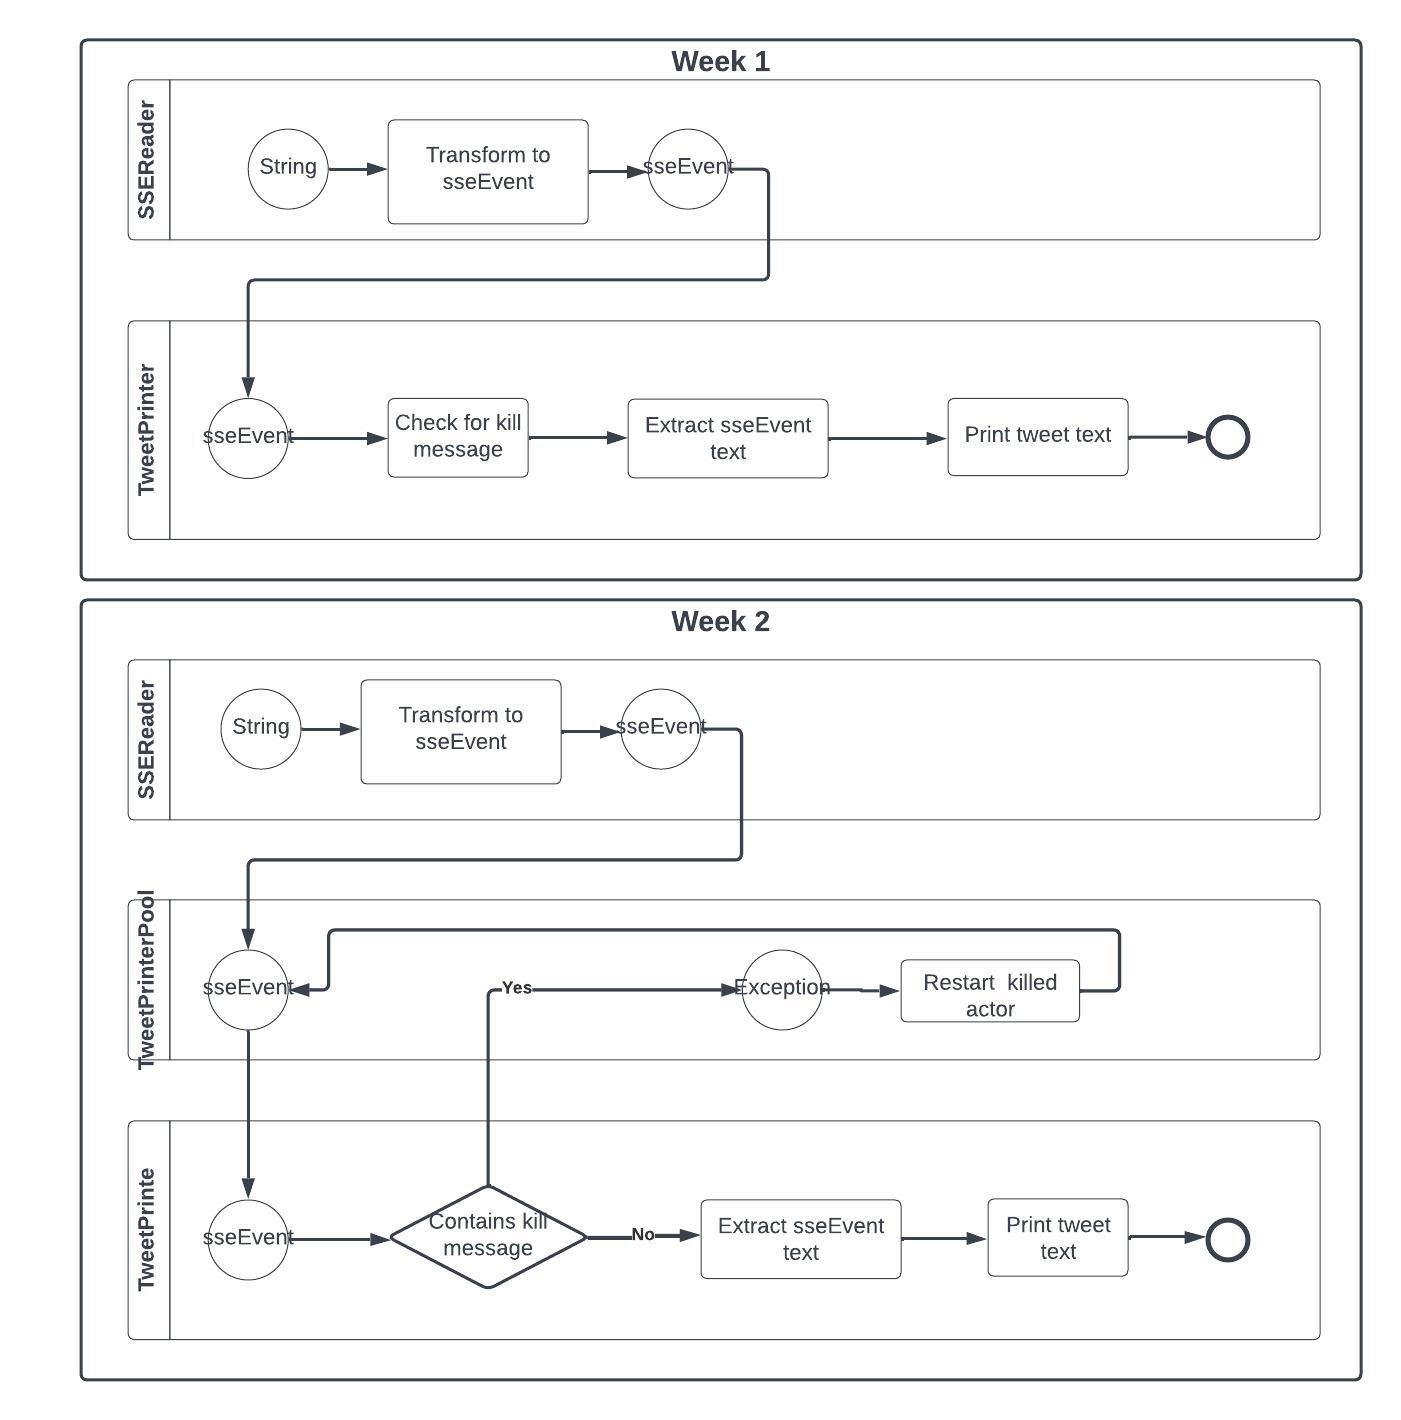 Week 1
SSEReader
String
Transform to
sseEvent
sseEvent
TweetPrinter
sseEvent
Check for kill
message
Extract sseEvent
text
Print tweet text
Week 2
SSEReader
String
Transform to
sseEvent
sseEvent
TweetPrinterPool
sseEvent
Yes
Exception
Restart killed
actor
TweetPrinte
sseEvent
Contains kill
message
No
Extract sseEvent
text
Print tweet
text